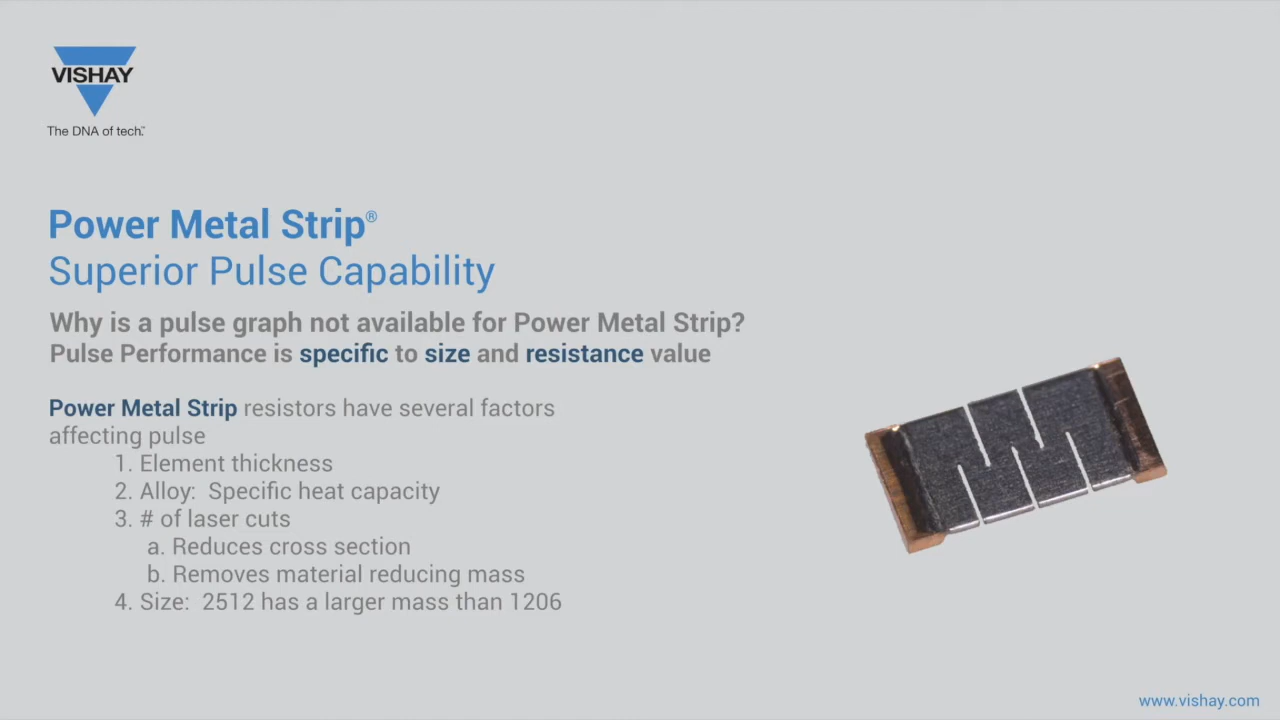 VISHAY
The DNA of tech.™
Power Metal Strip®
Superior Pulse Capability
Why is a pulse graph not available for Power Metal Strip?
Pulse Performance is specific to size and resistance value
Power Metal Strip resistors have several factors
affecting pulse
1. Element thickness
2. Alloy:  Specific heat capacity
3. # of laser cuts
a. Reduces cross section
b. Removes material reducing mass
4. Size:  2512 has a larger mass than 1206
www.vishay.com